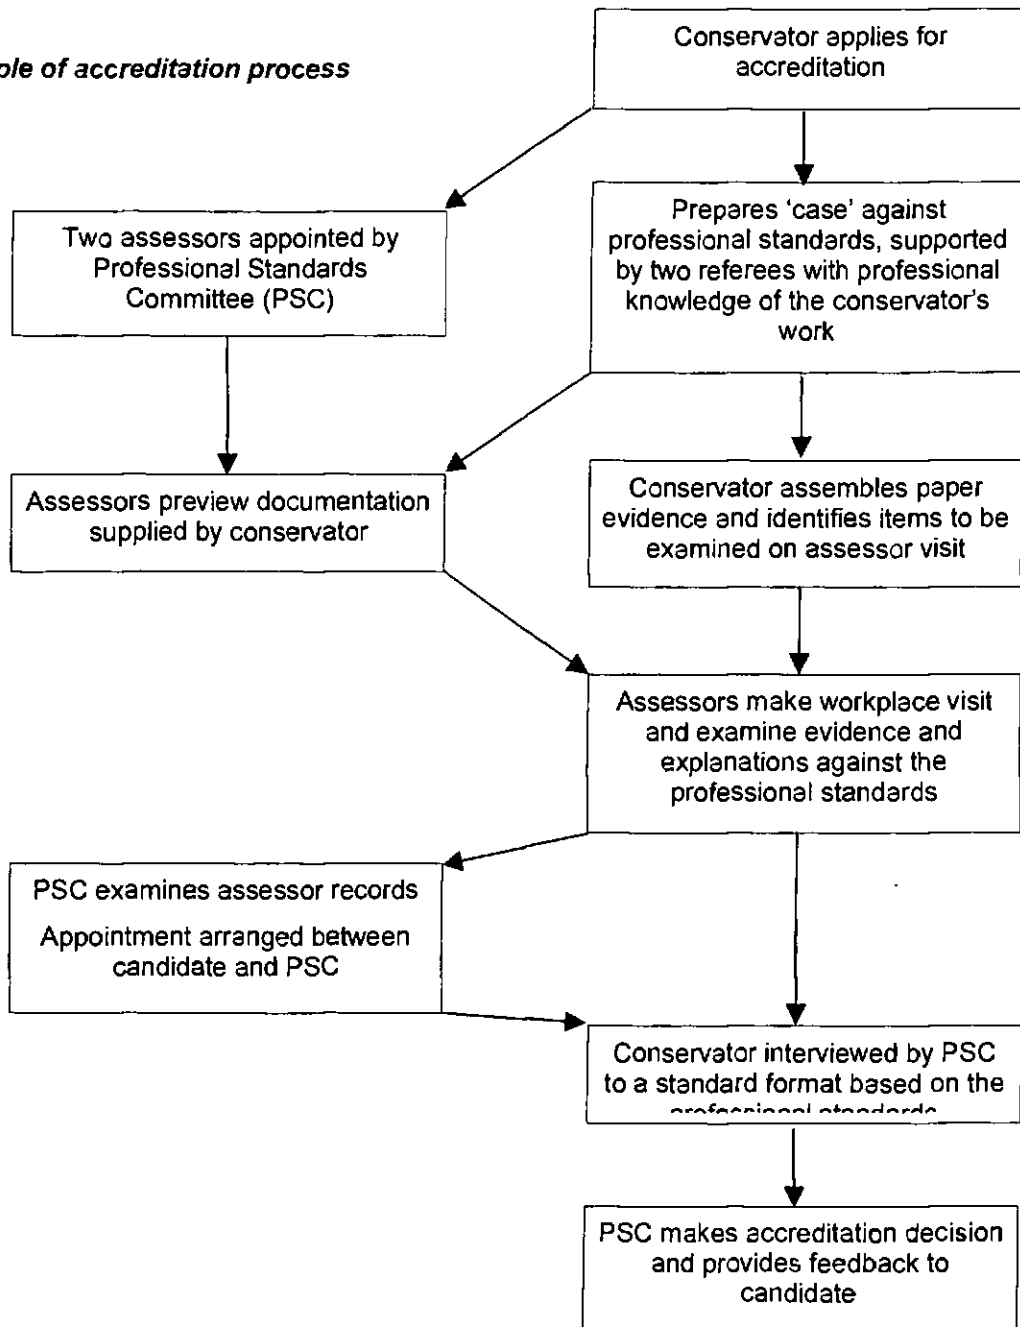 Conservator applies for
accreditation
ple of accreditation process
Two assessors appointed by
Professional Standards
Committee (PSC)
Prepares 'case' against
professional standards, supported
by two referees with professional
knowledge of the conservator's
work
Assessors preview documentation
supplied by conservator
Conservator assembles paper
evidence and identifies items to be
examined on assessor visit
Assessors make workplace visit
and examine evidence and
explanations against the
professional standards
PSC examines assessor records
Appointment arranged between
candidate and PSC
Conservator interviewed by PSC
to a standard format based on the
professional standards
PSC makes accreditation decision
and provides feedback to
candidate